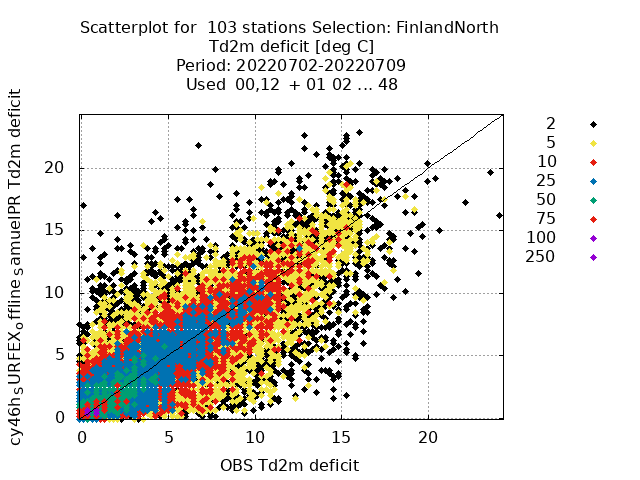 Scatterplot for 103 stations Selection: FinlandNorth
Td2m deficit [deg C]
Period: 20220702-20220709
Used 00,12 + 01 02 ... 48
cy46h_SURFEX_offline_samuelPR Td2m deficit
20
15
10
5
0
0 5 10 15 20
OBS Td2m deficit
2
5
10
25
50
75
100
250